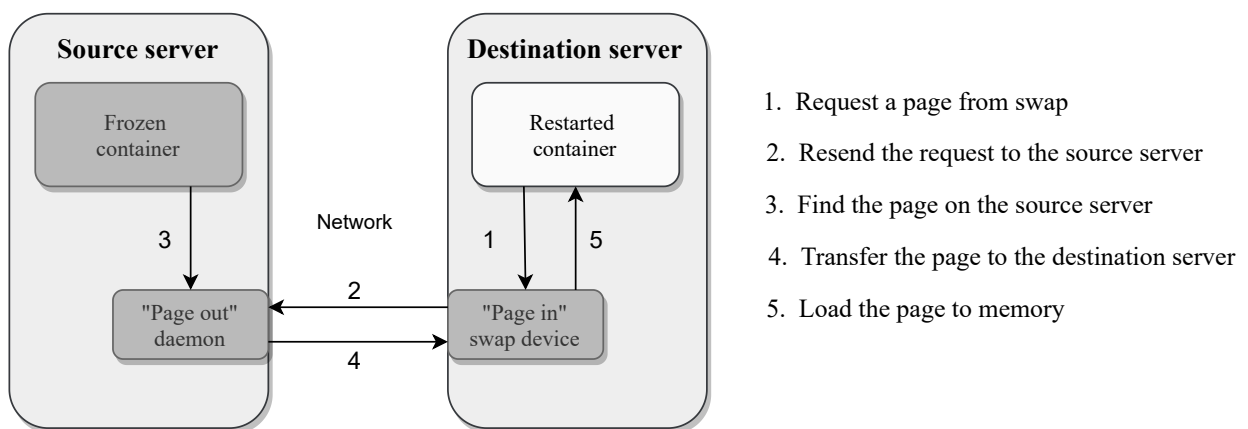 Source server
Frozen
container
3
"Page out"
daemon
Network
2
4
Destination server
Restarted
container
1
5
"Page in"
swap device
1. Request a page from swap
2. Resend the request to the source server
3. Find the page on the source server
4. Transfer the page to the destination server
5. Load the page to memory